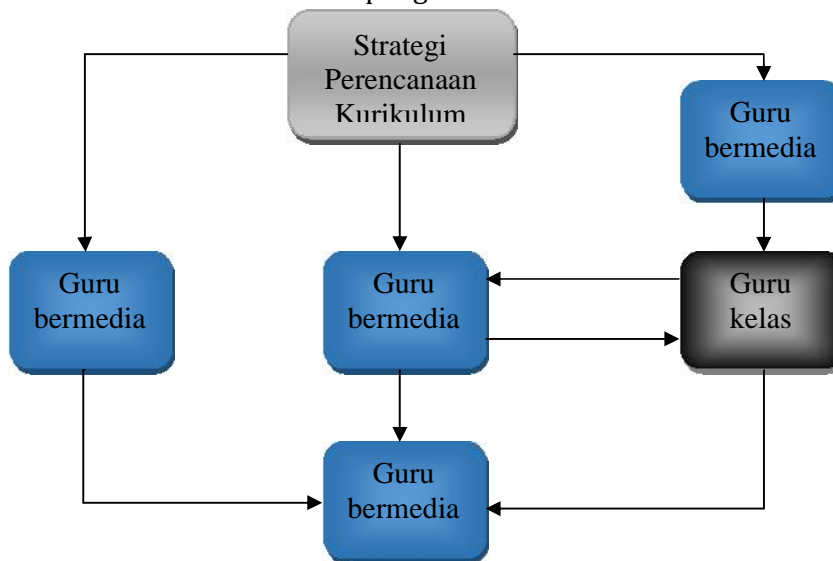 Strategi
Perencanaan
Kurikulum
Guru
bermedia
Guru
bermedia
Guru
bermedia
Guru
kelas
Guru
bermedia